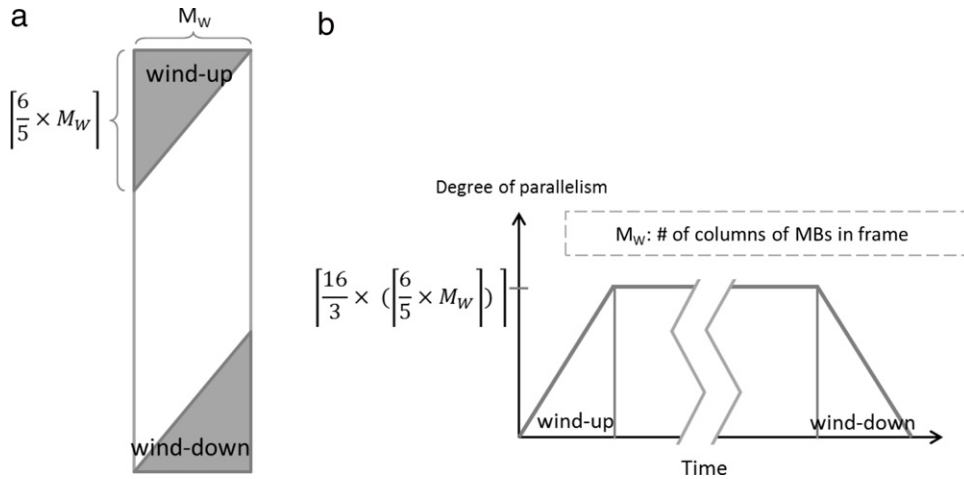 a
M_W
wind-up
⌈6/5 × M_W⌉
wind-down
b
Degree of parallelism
M_W: # of columns of MBs in frame
⌈16/3 × (⌈6/5 × M_W⌉) ⌉
wind-up
wind-down
Time